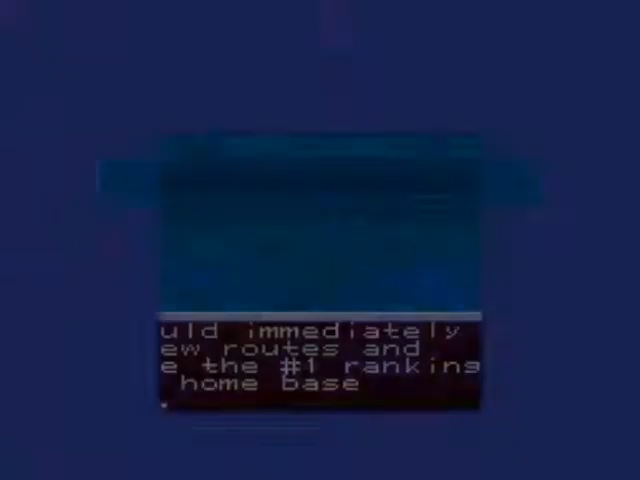 uld immediately
ew routes and
e the #1 ranking
home base